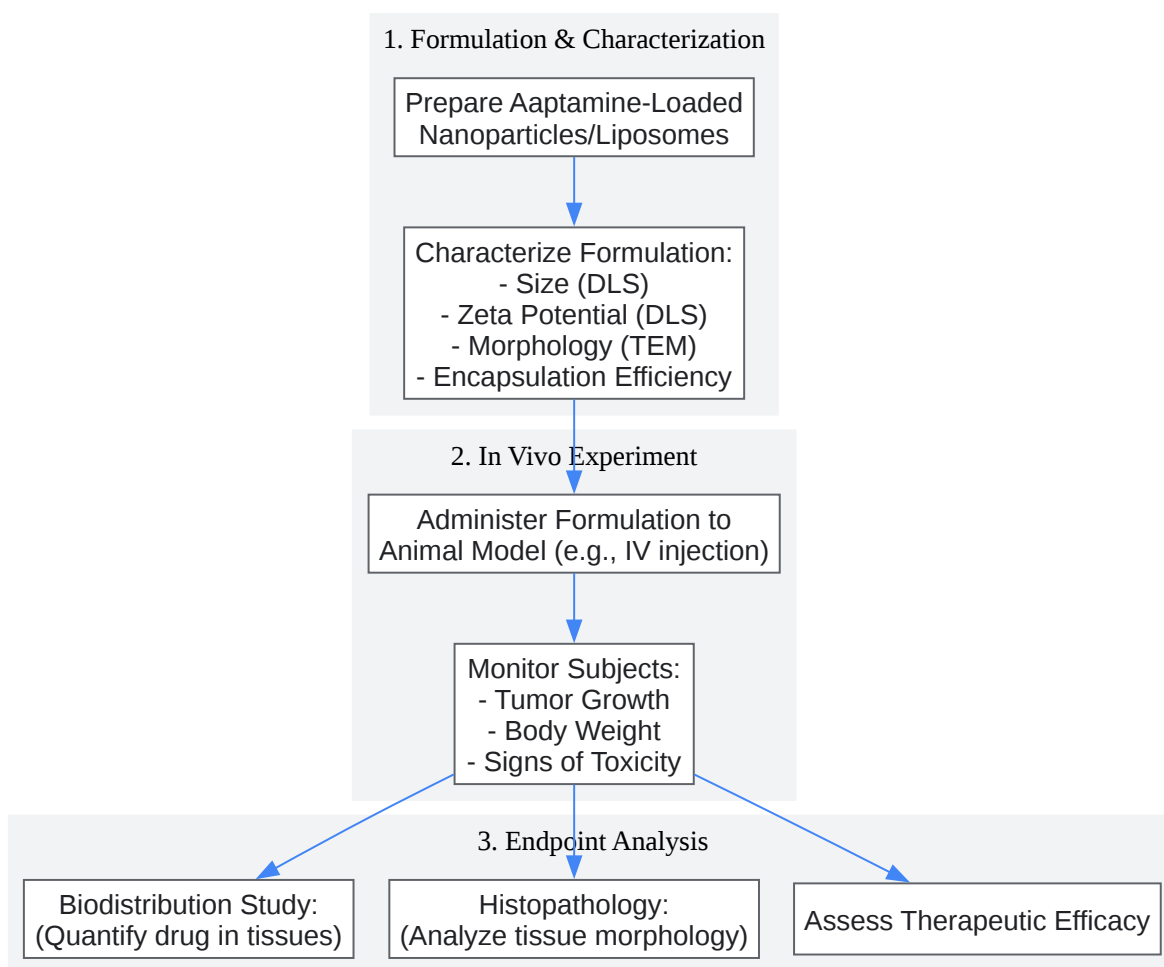 1. Formulation & Characterization
Prepare Aaptamine-Loaded
Nanoparticles/Liposomes
Characterize Formulation:
- Size (DLS)
- Zeta Potential (DLS)
- Morphology (TEM)
- Encapsulation Efficiency
2. In Vivo Experiment
Administer Formulation to
Animal Model (e.g., IV injection)
Monitor Subjects:
- Tumor Growth
- Body Weight
- Signs of Toxicity
3. Endpoint Analysis
Biodistribution Study:
(Quantify drug in tissues)
Histopathology:
(Analyze tissue morphology)
Assess Therapeutic Efficacy